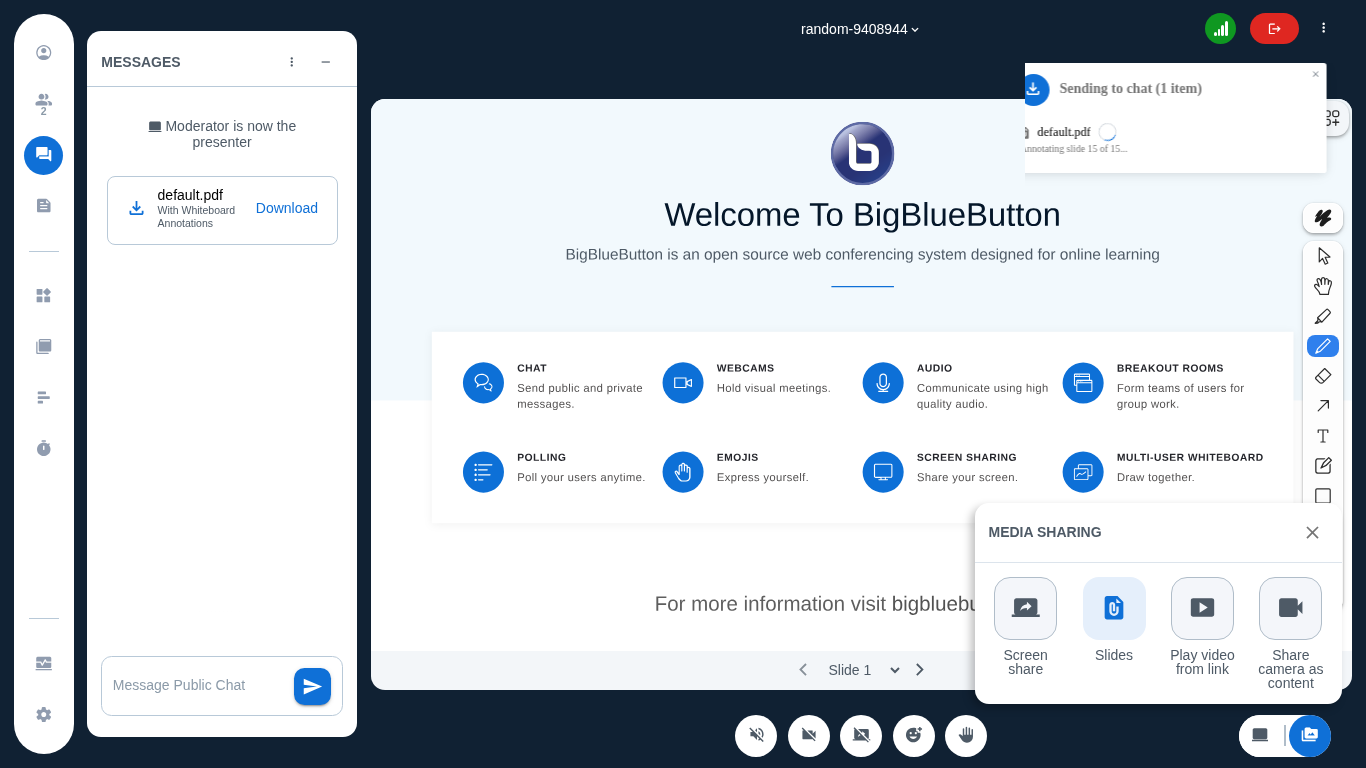 random-9408944
MESSAGES
2
Moderator is now the
presenter
default.pdf
With Whiteboard
Annotations
Download
Message Public Chat
Sending to chat (1 item)
default.pdf
slide 15 of 15...
Welcome To BigBlueButton
BigBlueButton is an open source web conferencing system designed for online learning
CHAT
Send public and private
messages.
WEBCAMS
Hold visual meetings.
AUDIO
Communicate using high
quality audio.
BREAKOUT ROOMS
Form teams of users for
group work.
POLLING
Poll your users anytime.
EMOJIS
Express yourself.
SCREEN SHARING
Share your screen.
MULTI-USER WHITEBOARD
Draw together.
For more information visit
Slide 1
MEDIA SHARING
Screen
share
Slides
Play video
from link
Share
camera as
content